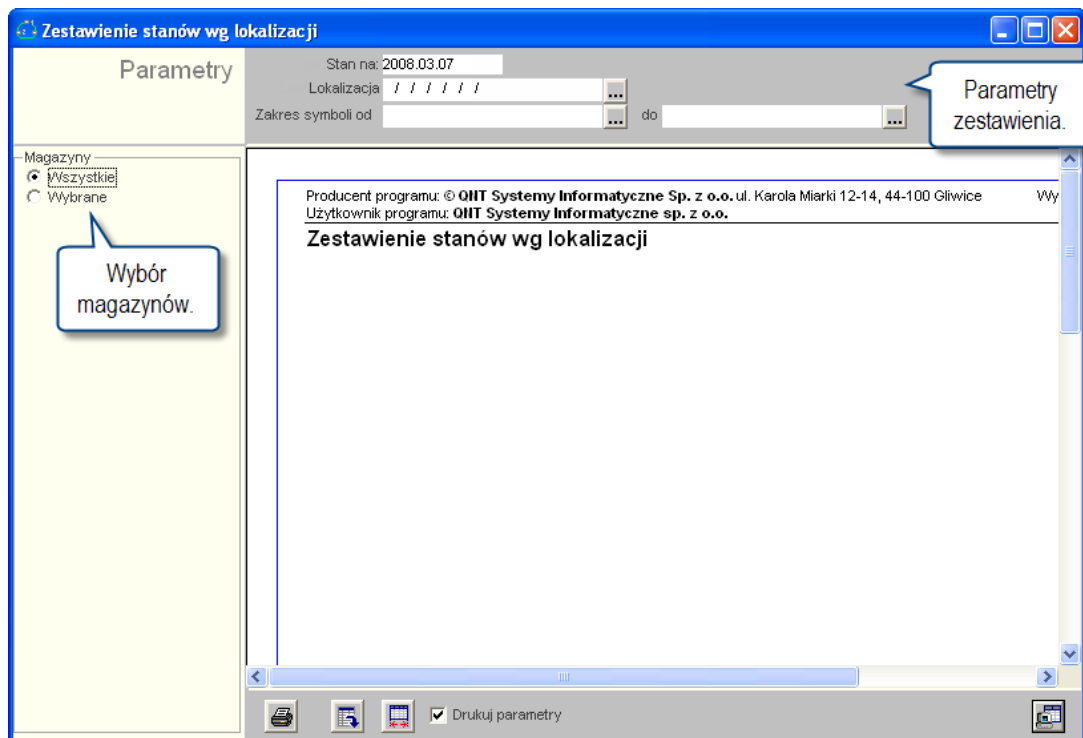 Zestawienie stanów wg lokalizacji
Parametry
Stan na: 2008.03.07
Lokalizacja / / / / / /
...
Zakres symboli od
...
do
...
Parametry
zestawienia.
Magazyny
Wszystkie
Wybrane
Wybór
magazynów.
Producent programu: © QNT Systemy Informatyczne Sp. z o.o. ul. Karola Miarki 12-14, 44-100 Gliwice Wy
Użytkownik programu: QNT Systemy Informatyczne sp. z o.o.
Zestawienie stanów wg lokalizacji
Drukuj parametry